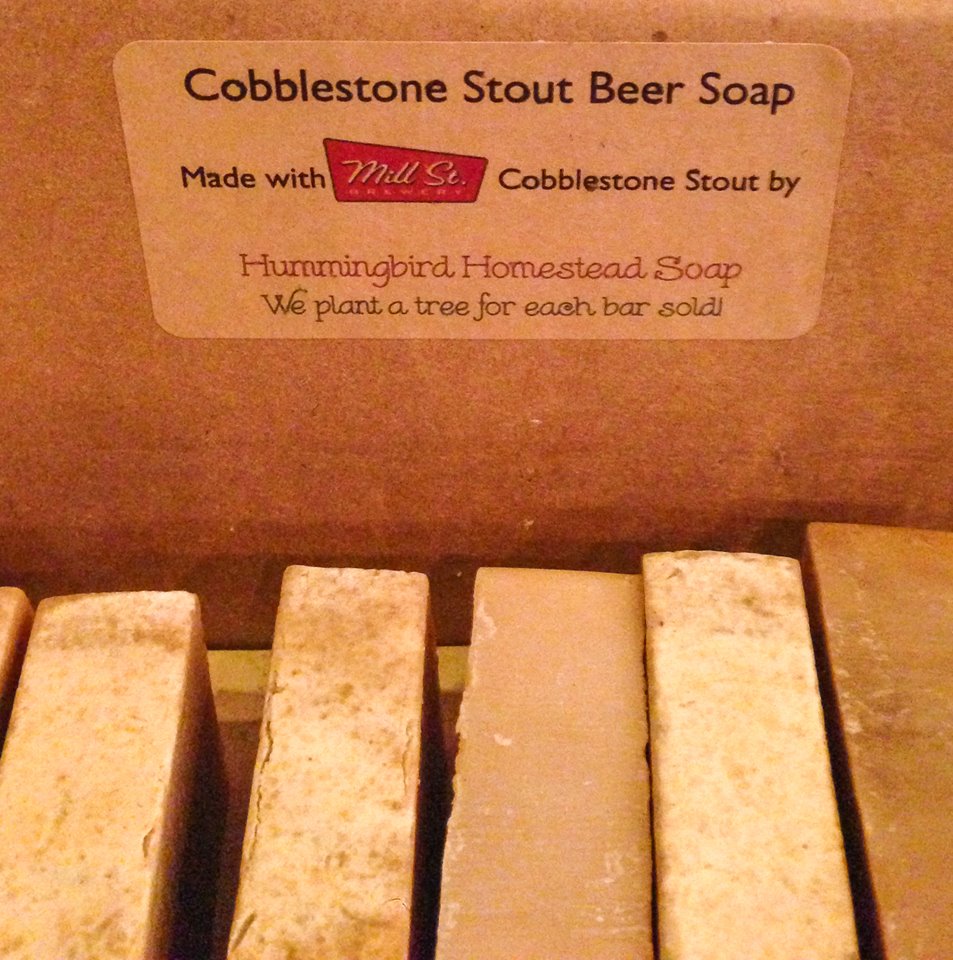 Cobblestone Stout Beer Soap
Made with Mill St. BREWERY Cobblestone Stout by
Hummingbird Homestead Soap
We plant a tree for each bar sold!